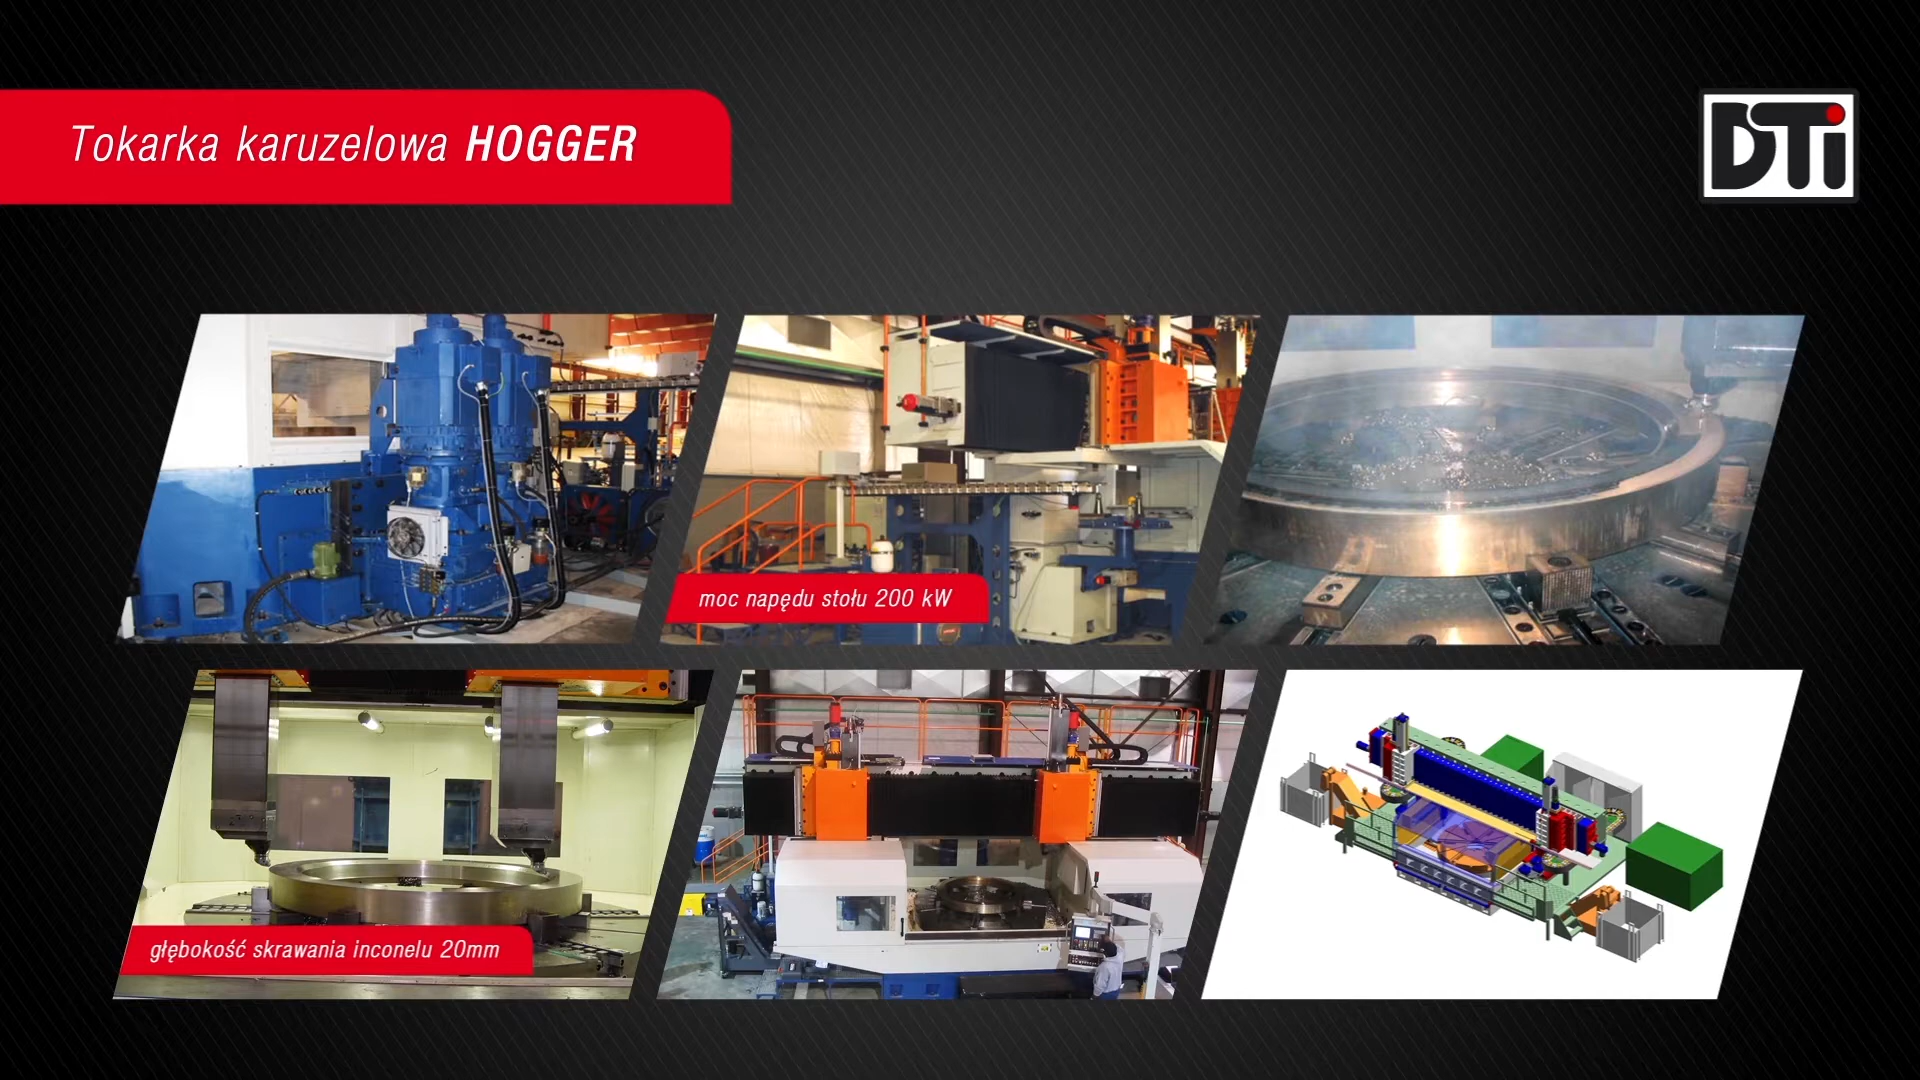 Tokarka karuzelowa HOGGER
DTi
moc napędu stołu 200 kW
głębokość skrawania inconelu 20mm